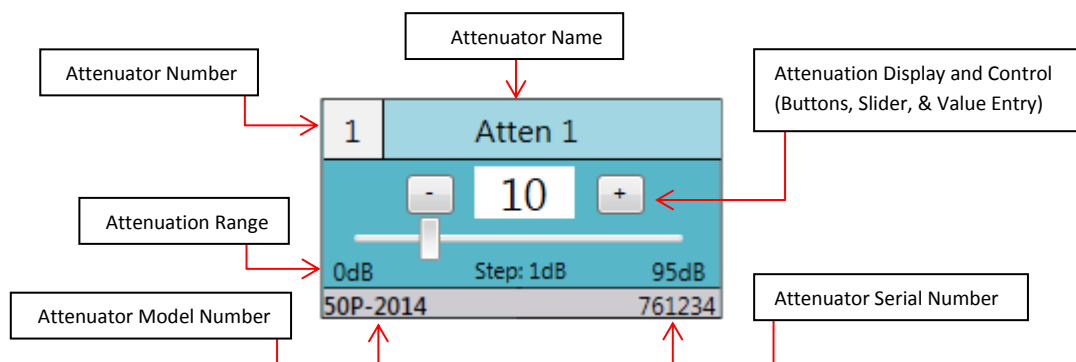 Attenuator Name
Attenuator Number
Attenuation Display and Control
(Buttons, Slider, & Value Entry)
1
Atten 1
-
10
+
Attenuation Range
0dB
Step: 1dB
95dB
Attenuator Model Number
50P-2014
761234
Attenuator Serial Number